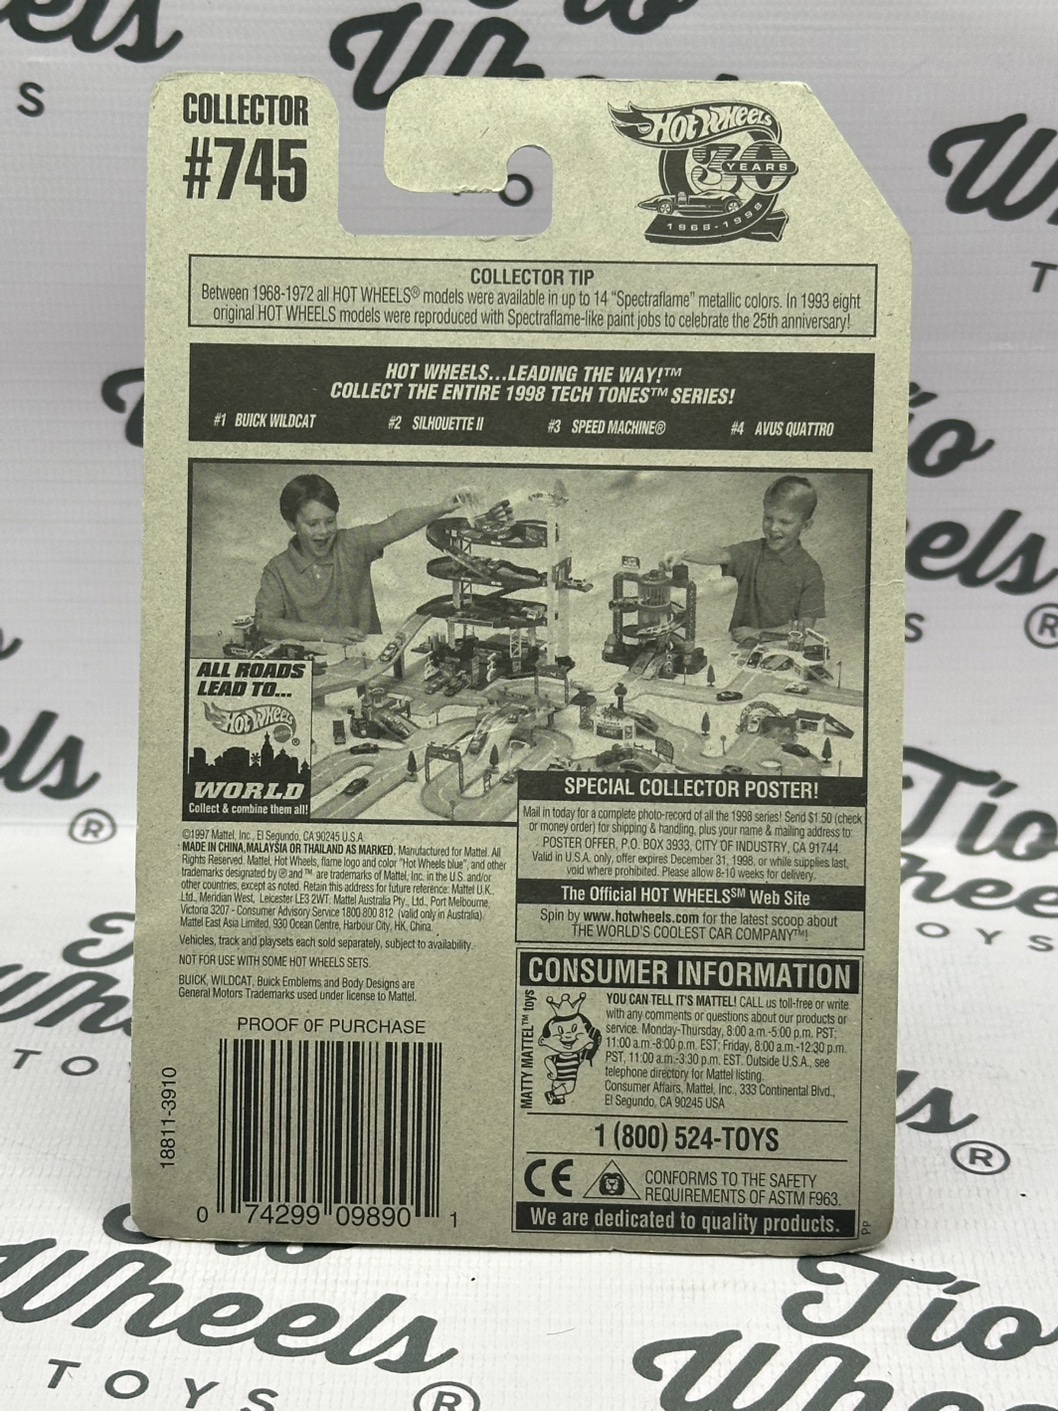 COLLECTOR
#745
Hot Wheels
30
YEARS
1968-1998
COLLECTOR TIP
Between 1968-1972 all HOT WHEELS® models were available in up to 14 "Spectraflame" metallic colors. In 1993 eight
original HOT WHEELS models were reproduced with Spectraflame-like paint jobs to celebrate the 25th anniversary!
HOT WHEELS...LEADING THE WAY!™
COLLECT THE ENTIRE 1998 TECH TONES™ SERIES!
#1 BUICK WILDCAT #2 SILHOUETTE II #3 SPEED MACHINE® #4 AVUS QUATTRO
ALL ROADS
LEAD TO...
Hot Wheels®
WORLD
Collect & combine them all!
SPECIAL COLLECTOR POSTER!
Mail in today for a complete photo-record of all the 1998 series! Send $1.50 (check
or money order) for shipping & handling, plus your name & mailing address to:
POSTER OFFER, P.O. BOX 3933, CITY OF INDUSTRY, CA 91744.
Valid in U.S.A. only, offer expires December 31, 1998, or while supplies last,
void where prohibited. Please allow 8-10 weeks for delivery.
The Official HOT WHEELS℠ Web Site
Spin by www.hotwheels.com for the latest scoop about
THE WORLD'S COOLEST CAR COMPANY™!
©1997 Mattel, Inc., El Segundo, CA 90245 U.S.A.
MADE IN CHINA, MALAYSIA OR THAILAND AS MARKED. Manufactured for Mattel. All
Rights Reserved. Mattel, Hot Wheels, flame logo and color "Hot Wheels blue", and other
trademarks designated by ® and ™ are trademarks of Mattel, Inc. in the U.S. and/or
other countries, except as noted. Retain this address for future reference: Mattel U.K.
Ltd., Meridian West, Leicester LE3 2WT. Mattel Australia Pty., Ltd., Port Melbourne,
Victoria 3207 - Consumer Advisory Service 1800 800 812 (valid only in Australia).
Mattel East Asia Limited, 930 Ocean Centre, Harbour City, HK, China.
Vehicles, track and playsets each sold separately, subject to availability.
NOT FOR USE WITH SOME HOT WHEELS SETS.
BUICK, WILDCAT, Buick Emblems and Body Designs are
General Motors Trademarks used under license to Mattel.
PROOF OF PURCHASE
18811-3910
0 74299 09890 1
CONSUMER INFORMATION
MATTY MATTEL™ toys
YOU CAN TELL IT'S MATTEL! CALL us toll-free or write
with any comments or questions about our products or
service. Monday-Thursday, 8:00 a.m.-5:00 p.m. PST;
11:00 a.m.-8:00 p.m. EST; Friday, 8:00 a.m.-12:30 p.m.
PST, 11:00 a.m.-3:30 p.m. EST. Outside U.S.A., see
telephone directory for Mattel listing.
Consumer Affairs, Mattel, Inc., 333 Continental Blvd.,
El Segundo, CA 90245 USA
1 (800) 524-TOYS
CE
CONFORMS TO THE SAFETY
REQUIREMENTS OF ASTM F963.
We are dedicated to quality products.
PP
Tío
Wheels
TOYS ®